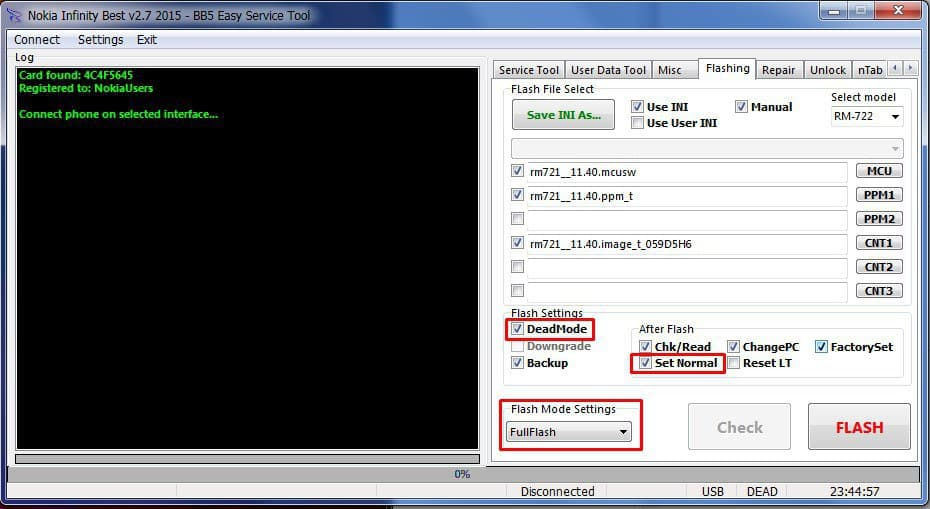 Nokia Infinity Best v2.7 2015 - BB5 Easy Service Tool
Connect Settings Exit
Log
Card found: 4C4F5645
Registered to: NokiaUsers
Connect phone on selected interface...
Service Tool User Data Tool Misc Flashing Repair Unlock nTab
FLash File Select
Save INI As...
Use INI
Use User INI
Manual
Select model
RM-722
rm721__11.40.mcusw MCU
rm721__11.40.ppm_t PPM1
PPM2
rm721__11.40.image_t_059D5H6 CNT1
CNT2
CNT3
Flash Settings
DeadMode
Downgrade
Backup
After Flash
Chk/Read ChangePC FactorySet
Set Normal Reset LT
Flash Mode Settings
FullFlash
Check
FLASH
0%
Disconnected USB DEAD 23:44:57